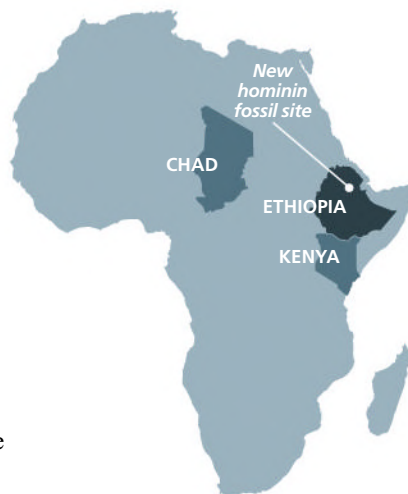 New
hominin
fossil site
CHAD
ETHIOPIA
KENYA
e